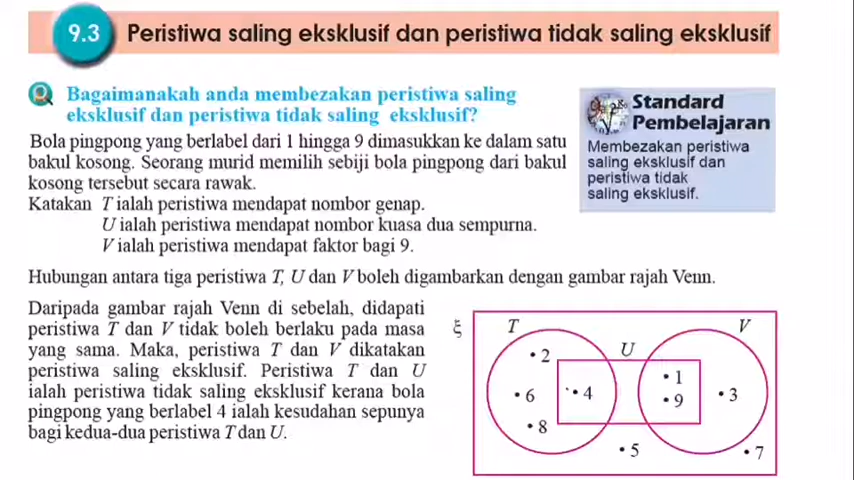 9.3 Peristiwa saling eksklusif dan peristiwa tidak saling eksklusif
Bagaimanakah anda membezakan peristiwa saling
eksklusif dan peristiwa tidak saling eksklusif?
Bola pingpong yang berlabel dari 1 hingga 9 dimasukkan ke dalam satu
bakul kosong. Seorang murid memilih sebiji bola pingpong dari bakul
kosong tersebut secara rawak.
Katakan T ialah peristiwa mendapat nombor genap.
U ialah peristiwa mendapat nombor kuasa dua sempurna.
V ialah peristiwa mendapat faktor bagi 9.
Standard
Pembelajaran
Membezakan peristiwa
saling eksklusif dan
peristiwa tidak
saling eksklusif.
Hubungan antara tiga peristiwa T, U dan V boleh digambarkan dengan gambar rajah Venn.
Daripada gambar rajah Venn di sebelah, didapati
peristiwa T dan V tidak boleh berlaku pada masa
yang sama. Maka, peristiwa T dan V dikatakan
peristiwa saling eksklusif. Peristiwa T dan U
ialah peristiwa tidak saling eksklusif kerana bola
pingpong yang berlabel 4 ialah kesudahan sepunya
bagi kedua-dua peristiwa T dan U.
ξ T V
U
• 2
• 1
• 6 • 4 • 9 • 3
• 8
• 5 • 7